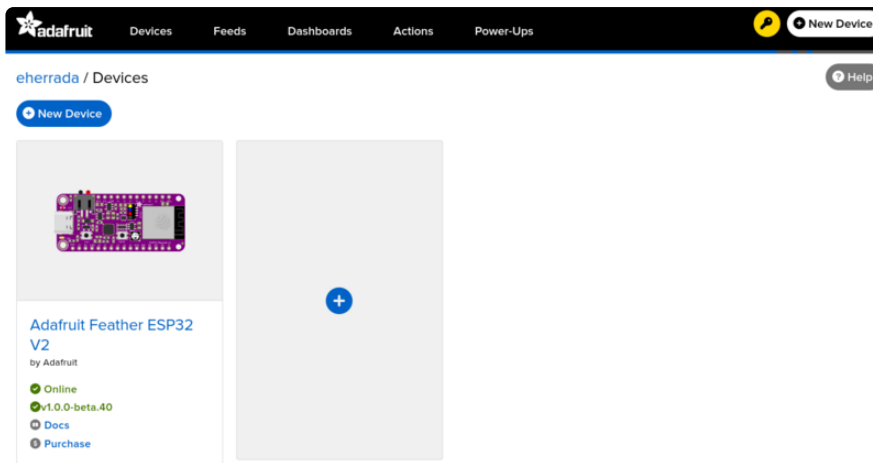 adafruit Devices Feeds Dashboards Actions Power-Ups New Device
eherrada / Devices Help
New Device
Adafruit Feather ESP32
V2
by Adafruit
Online
v1.0.0-beta.40
Docs
Purchase